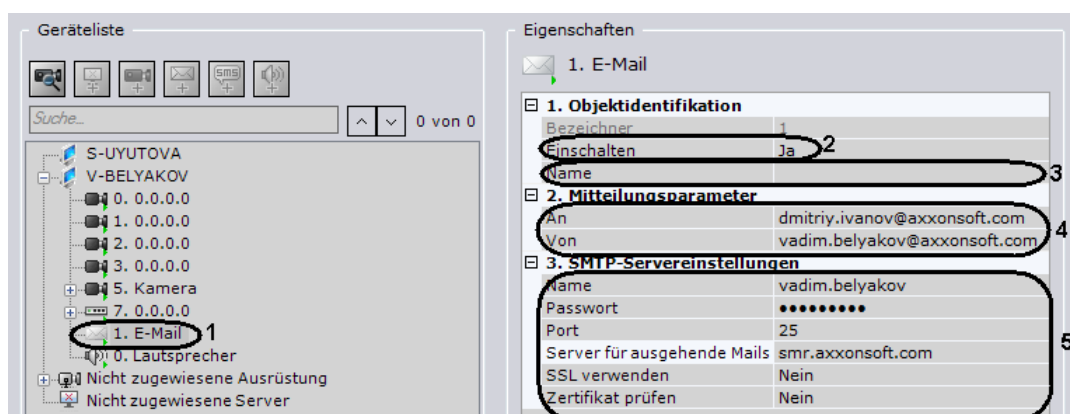 Geräteliste
sms
Suche...
0 von 0
S-UYUTOVA
V-BELYAKOV
0. 0.0.0.0
1. 0.0.0.0
2. 0.0.0.0
3. 0.0.0.0
5. Kamera
7. 0.0.0.0
1. E-Mail 1
0. Lautsprecher
Nicht zugewiesene Ausrüstung
Nicht zugewiesene Server
Eigenschaften
1. E-Mail
1. Objektidentifikation
Bezeichner 1
Einschalten Ja 2
Name 3
2. Mitteilungsparameter
An dmitriy.ivanov@axxonsoft.com
Von vadim.belyakov@axxonsoft.com 4
3. SMTP-Servereinstellungen
Name vadim.belyakov
Passwort •••••••••
Port 25
Server für ausgehende Mails smr.axxonsoft.com 5
SSL verwenden Nein
Zertifikat prüfen Nein